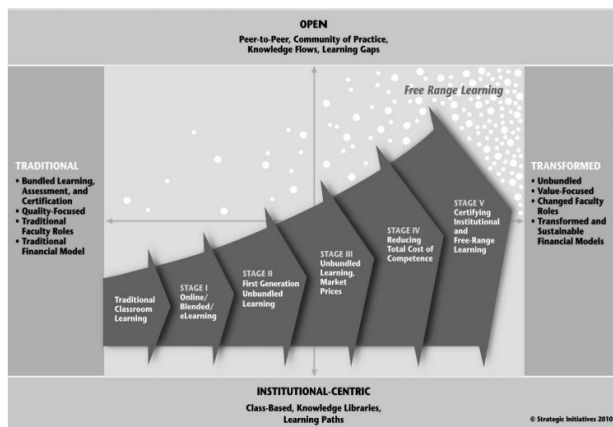 OPEN
Peer-to-Peer, Community of Practice,
Knowledge Flows, Learning Gaps
Free Range Learning
TRADITIONAL
• Bundled Learning,
Assessment, and
Certification
• Quality-Focused
• Traditional
Faculty Roles
• Traditional
Financial Model
Traditional
Classroom
Learning
STAGE I
Online/
Blended/
eLearning
STAGE II
First Generation
Unbundled
Learning
STAGE III
Unbundled
Learning,
Market
Prices
STAGE IV
Reducing
Total Cost of
Competence
STAGE V
Certifying
Institutional
and
Free-Range
Learning
TRANSFORMED
• Unbundled
• Value-Focused
• Changed Faculty
Roles
• Transformed and
Sustainable
Financial Models
INSTITUTIONAL-CENTRIC
Class-Based, Knowledge Libraries,
Learning Paths
© Strategic Initiatives 2010